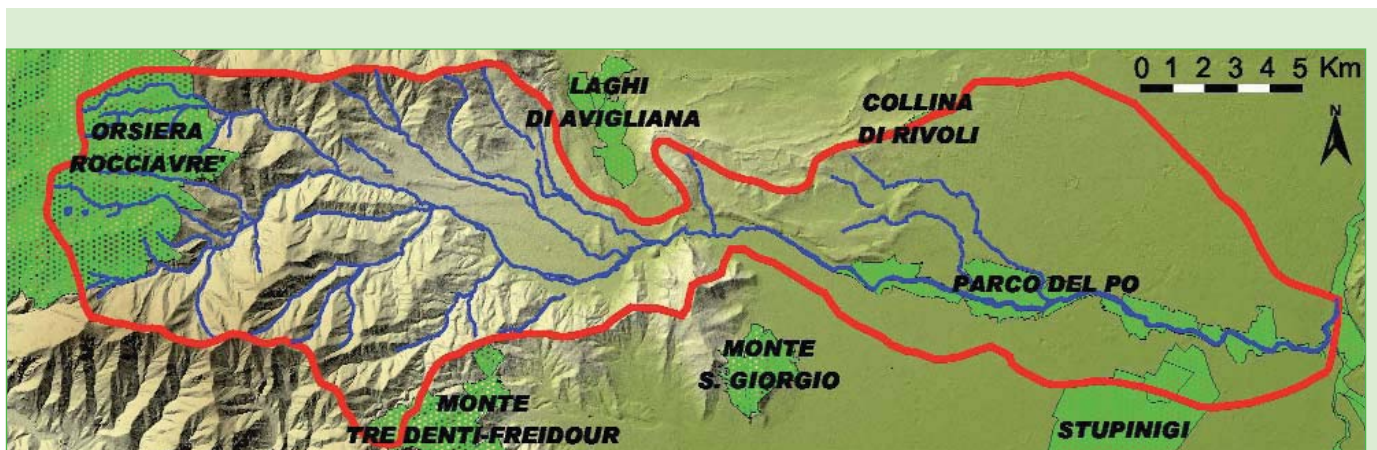 0 1 2 3 4 5 Km
N
LAGHI
DI AVIGLIANA
COLLINA
DI RIVOLI
ORSIERA
ROCCIAVRE'
PARCO DEL PO
MONTE
S. GIORGIO
MONTE
TRE DENTI-FREIDOUR
STUPINIGI